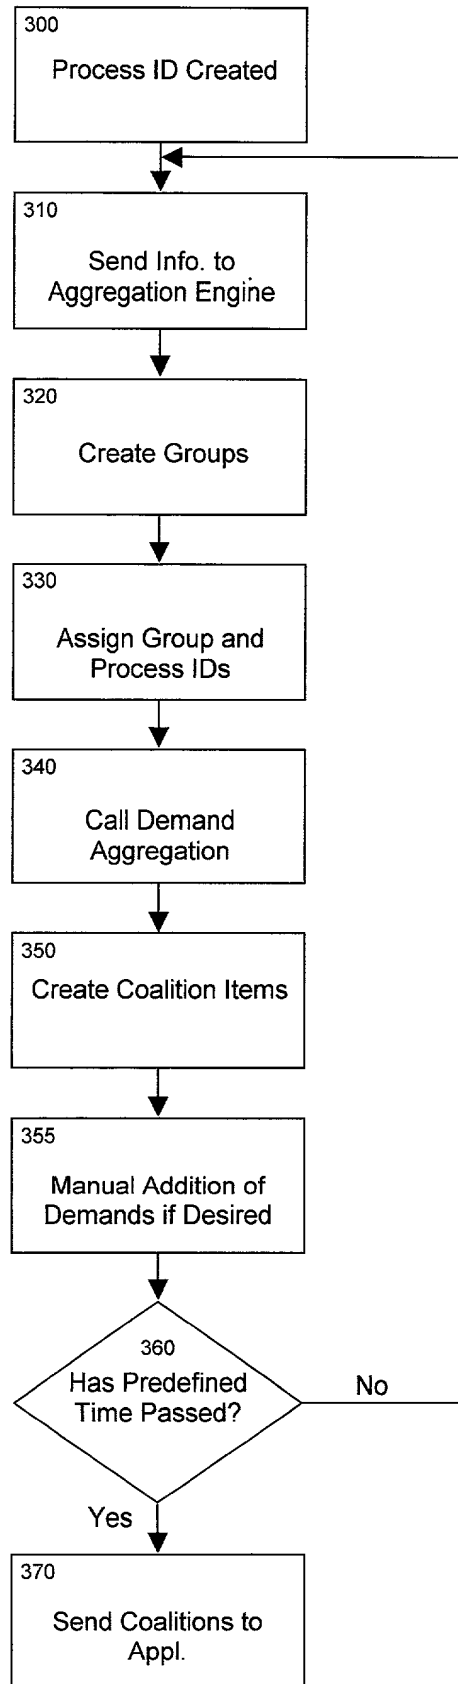 300
Process ID Created
310
Send Info. to
Aggregation Engine
320
Create Groups
330
Assign Group and
Process IDs
340
Call Demand
Aggregation
350
Create Coalition Items
355
Manual Addition of
Demands if Desired
360
Has Predefined
Time Passed?
No
Yes
370
Send Coalitions to
Appl.